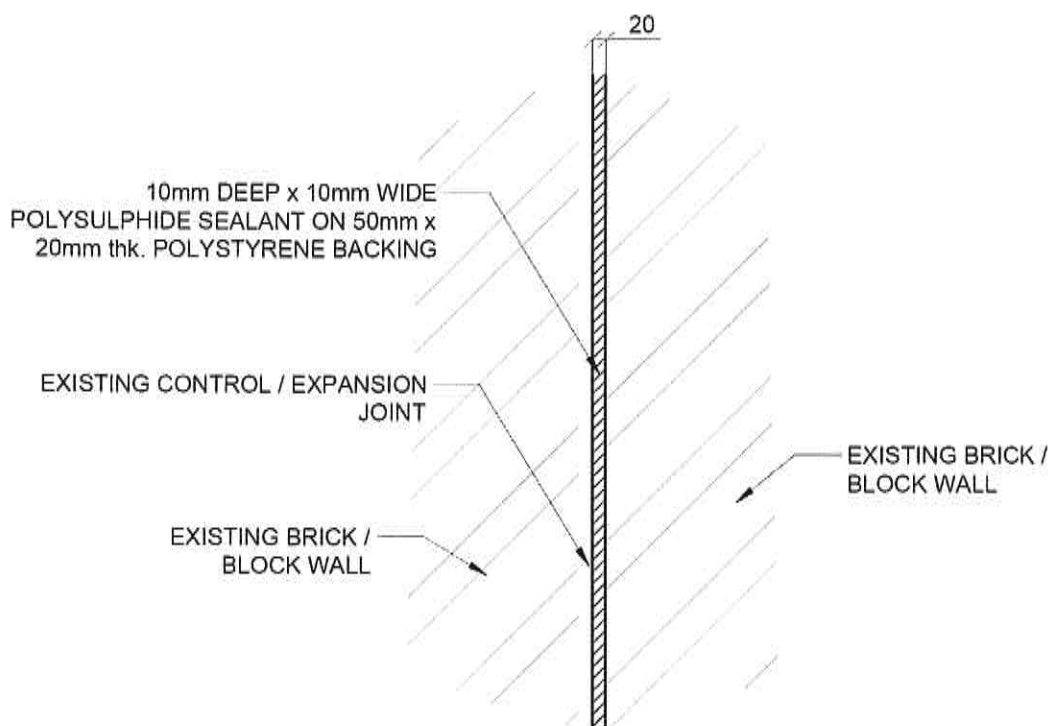 20
10mm DEEP x 10mm WIDE
POLYSULPHIDE SEALANT ON 50mm x
20mm thk. POLYSTYRENE BACKING
EXISTING CONTROL / EXPANSION
JOINT
EXISTING BRICK /
BLOCK WALL
EXISTING BRICK /
BLOCK WALL